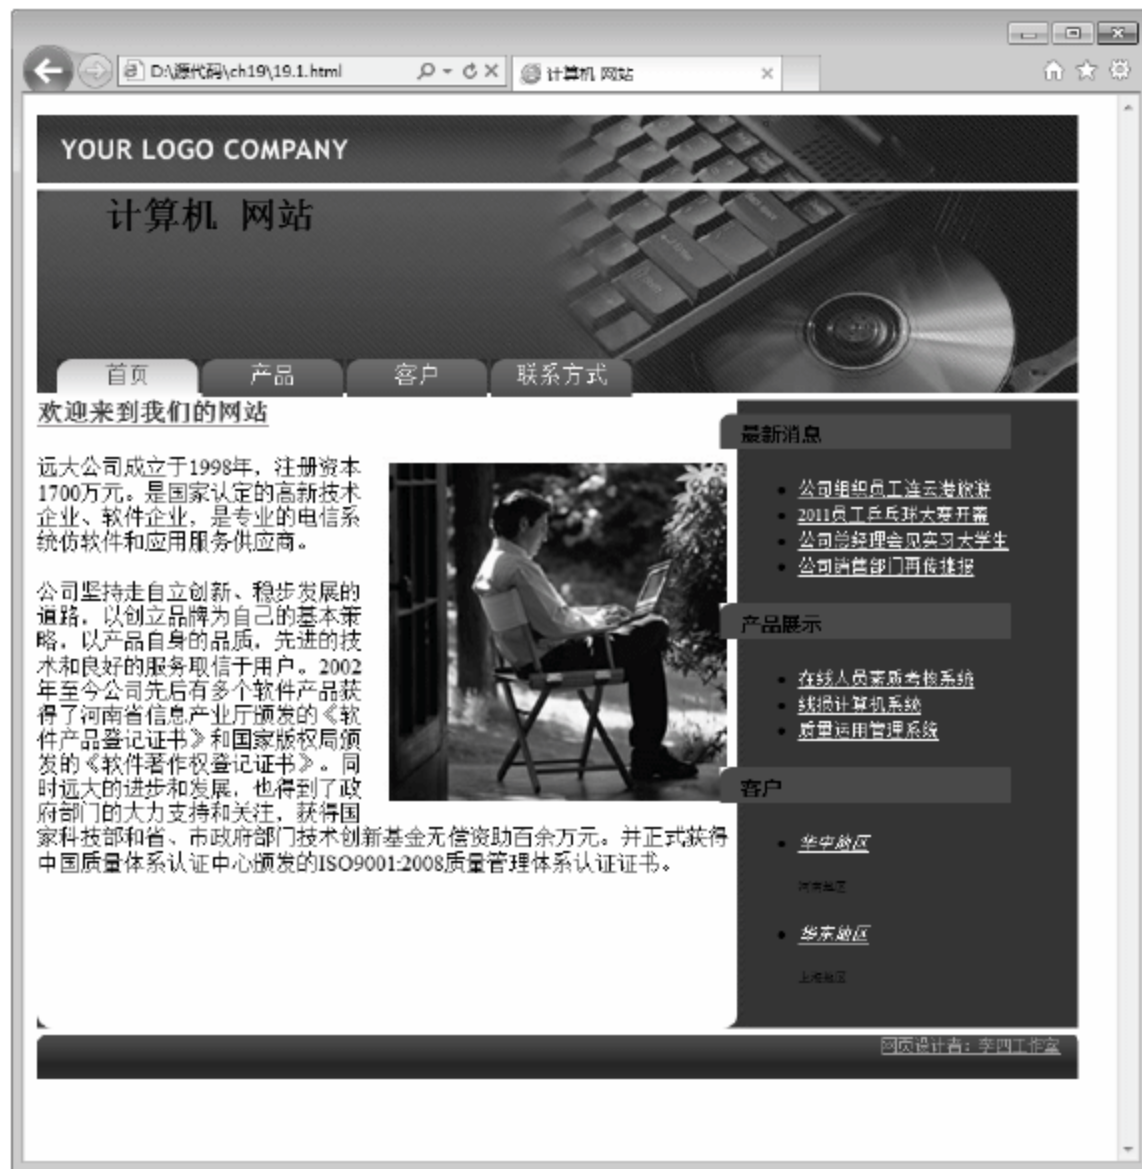 D:\源代码\ch19\19.1.html
计算机 网站
YOUR LOGO COMPANY
计算机 网站
首页
产品
客户
联系方式
欢迎来到我们的网站
远大公司成立于1998年，注册资本
1700万元。是国家认定的高新技术
企业、软件企业，是专业的电信系
统仿软件和应用服务供应商。
公司坚持走自立创新、稳步发展的
道路，以创立品牌为自己的基本策
略，以产品自身的品质，先进的技
术和良好的服务取信于用户。2002
年至今公司先后有多个软件产品获
得了河南省信息产业厅颁发的《软
件产品登记证书》和国家版权局颁
发的《软件著作权登记证书》。同
时远大的进步和发展，也得到了政
府部门的大力支持和关注，获得国
家科技部和省、市政府部门技术创新基金无偿资助百余万元。并正式获得
中国质量体系认证中心颁发的ISO9001:2008质量管理体系认证证书。
最新消息
公司组织员工连云港旅游
2011员工乒乓球大赛开幕
公司总经理会见实习大学生
公司销售部门再传捷报
产品展示
在线人员素质考核系统
线损计算机系统
质量运用管理系统
客户
华中地区
河南地区
华东地区
上海地区
网页设计者：李四工作室